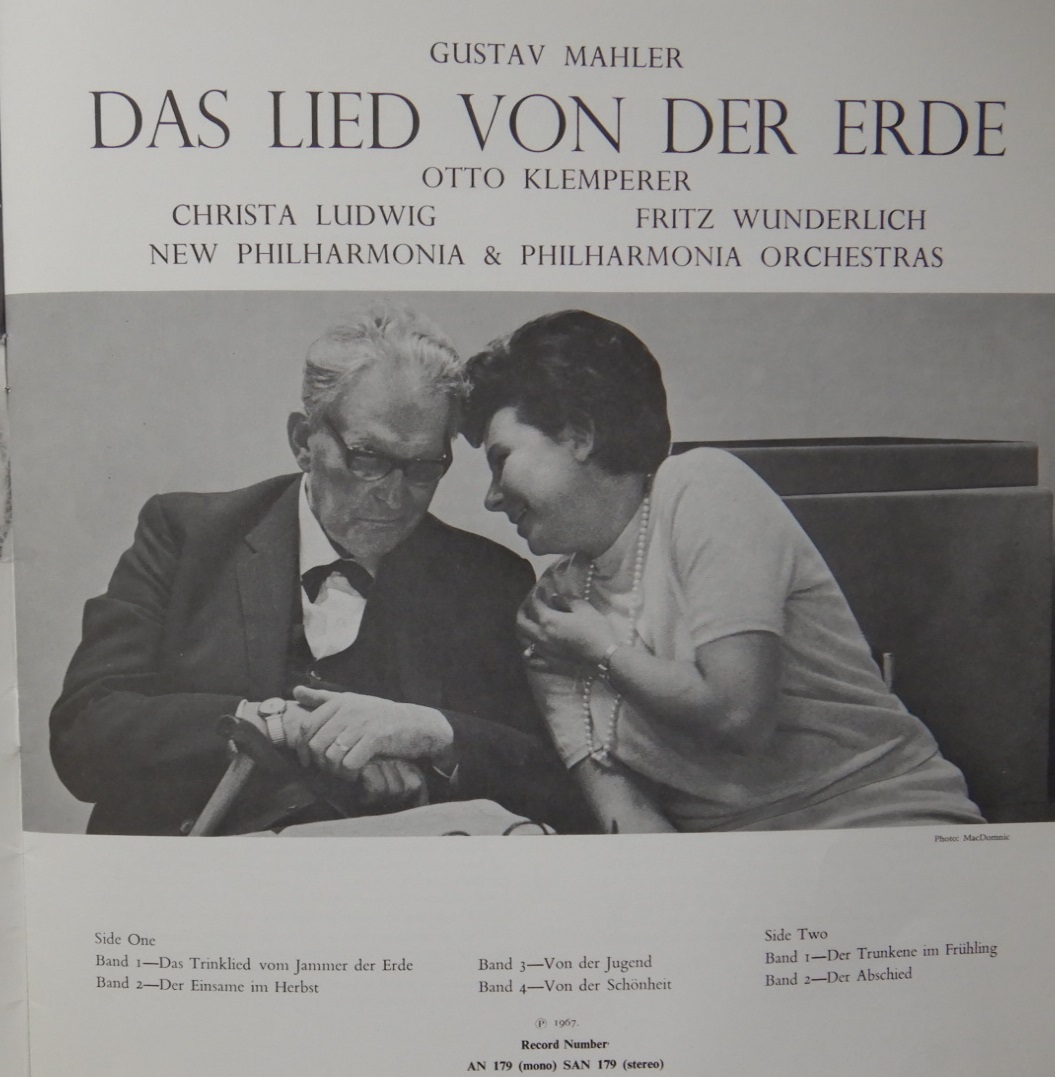 GUSTAV MAHLER
DAS LIED VON DER ERDE
OTTO KLEMPERER
CHRISTA LUDWIG FRITZ WUNDERLICH
NEW PHILHARMONIA & PHILHARMONIA ORCHESTRAS
Photo: MacDomnic
Side One
Band 1—Das Trinklied vom Jammer der Erde
Band 2—Der Einsame im Herbst
Band 3—Von der Jugend
Band 4—Von der Schönheit
Side Two
Band 1—Der Trunkene im Frühling
Band 2—Der Abschied
℗ 1967.
Record Number
AN 179 (mono) SAN 179 (stereo)